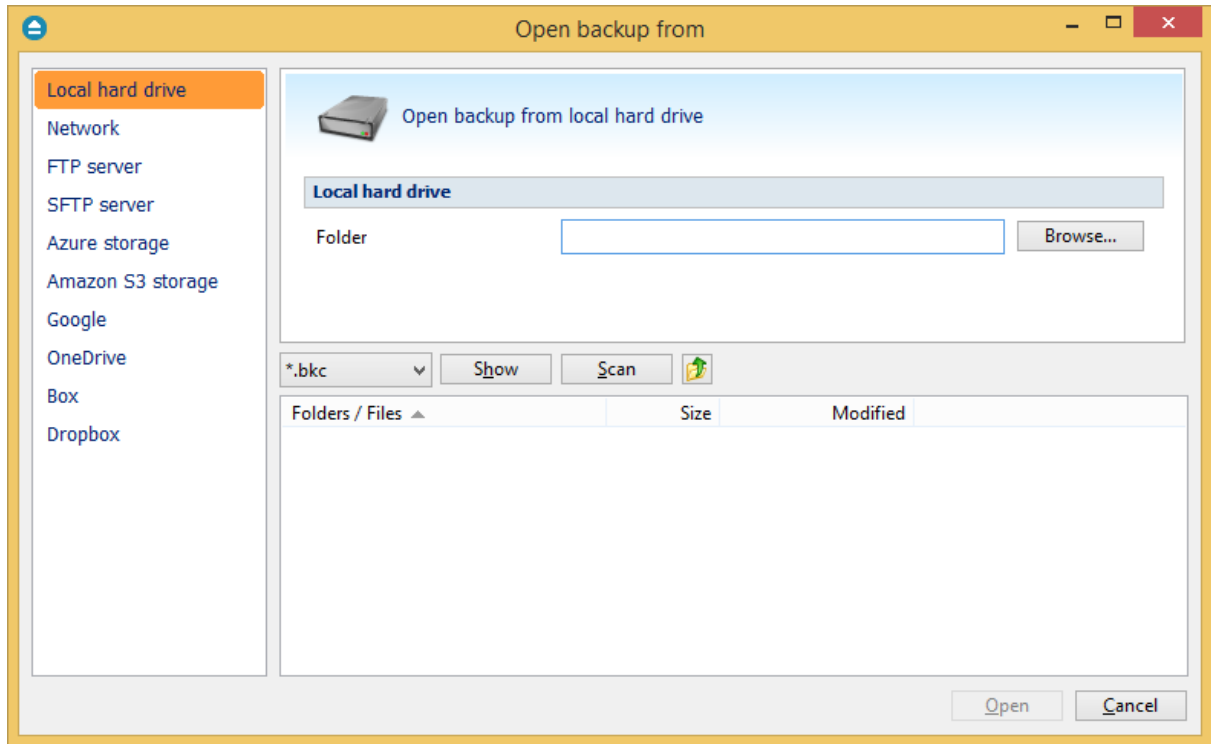 Open backup from
Local hard drive
Network
FTP server
SFTP server
Azure storage
Amazon S3 storage
Google
OneDrive
Box
Dropbox
Open backup from local hard drive
Local hard drive
Folder
Browse...
*.bkc
Show
Scan
Folders / Files
Size
Modified
Open
Cancel